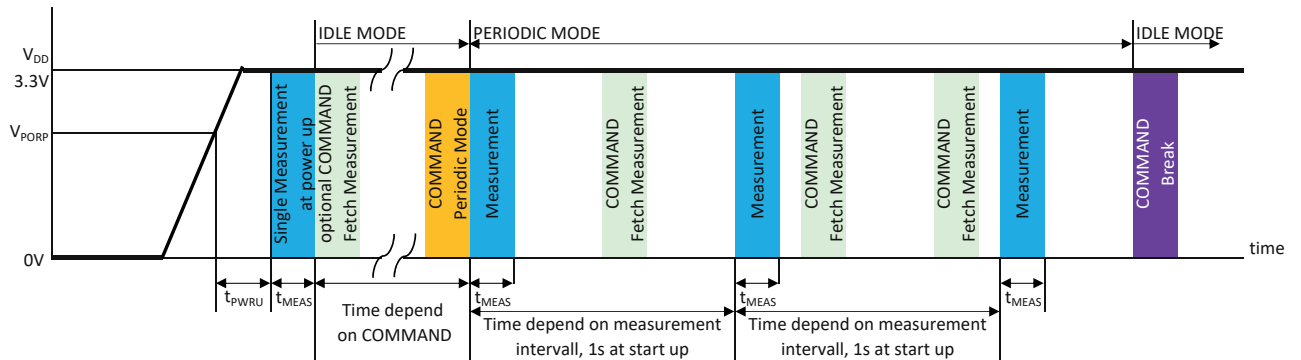 IDLE MODE
PERIODIC MODE
IDLE MODE
VDD
3.3V
VPORP
0V
Single Measurement
at power up
optional COMMAND
Fetch Measurement
COMMAND
Periodic Mode
Measurement
COMMAND
Fetch Measurement
Measurement
COMMAND
Fetch Measurement
COMMAND
Fetch Measurement
Measurement
COMMAND
Break
time
tPWRU
tMEAS
Time depend
on COMMAND
tMEAS
Time depend on measurement
intervall, 1s at start up
tMEAS
Time depend on measurement
intervall, 1s at start up
tMEAS